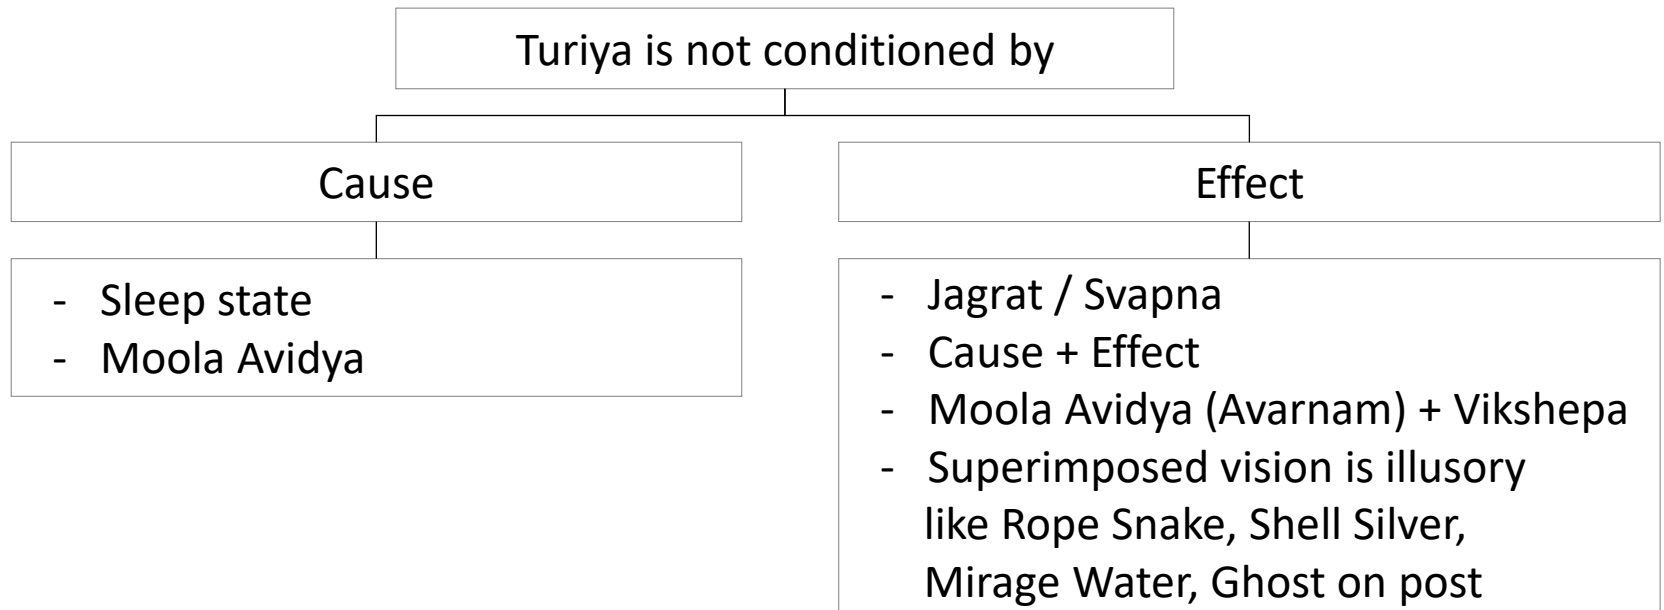 Turiya is not conditioned by
Cause
- Sleep state
- Moola Avidya
Effect
- Jagrat / Svapna
- Cause + Effect
- Moola Avidya (Avarnam) + Vikshepa
- Superimposed vision is illusory
like Rope Snake, Shell Silver,
Mirage Water, Ghost on post